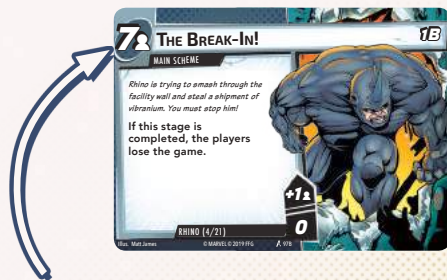 7
THE BREAK-IN!
1B
MAIN SCHEME
Rhino is trying to smash through the
facility wall and steal a shipment of
vibranium. You must stop him!
If this stage is
completed, the players
lose the game.
+1
0
RHINO (4/21)
Illus. Matt James
© MARVEL © 2019 FFG
97B